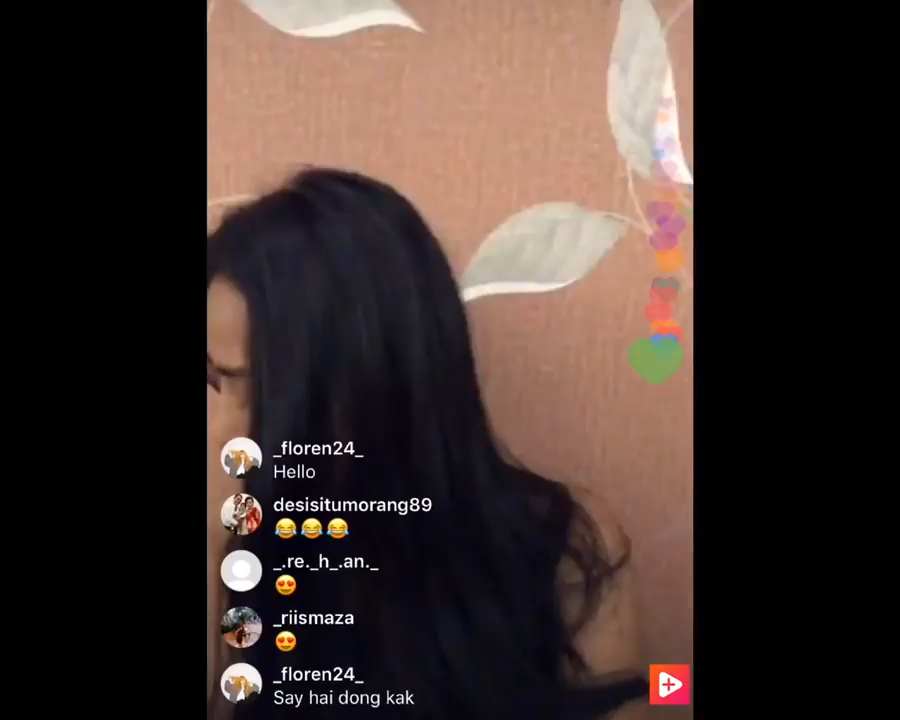 _floren24_
Hello
desisitumorang89
😂😂😂
_.re._h_.an._
😍
_riismaza
😍
_floren24_
Say hai dong kak